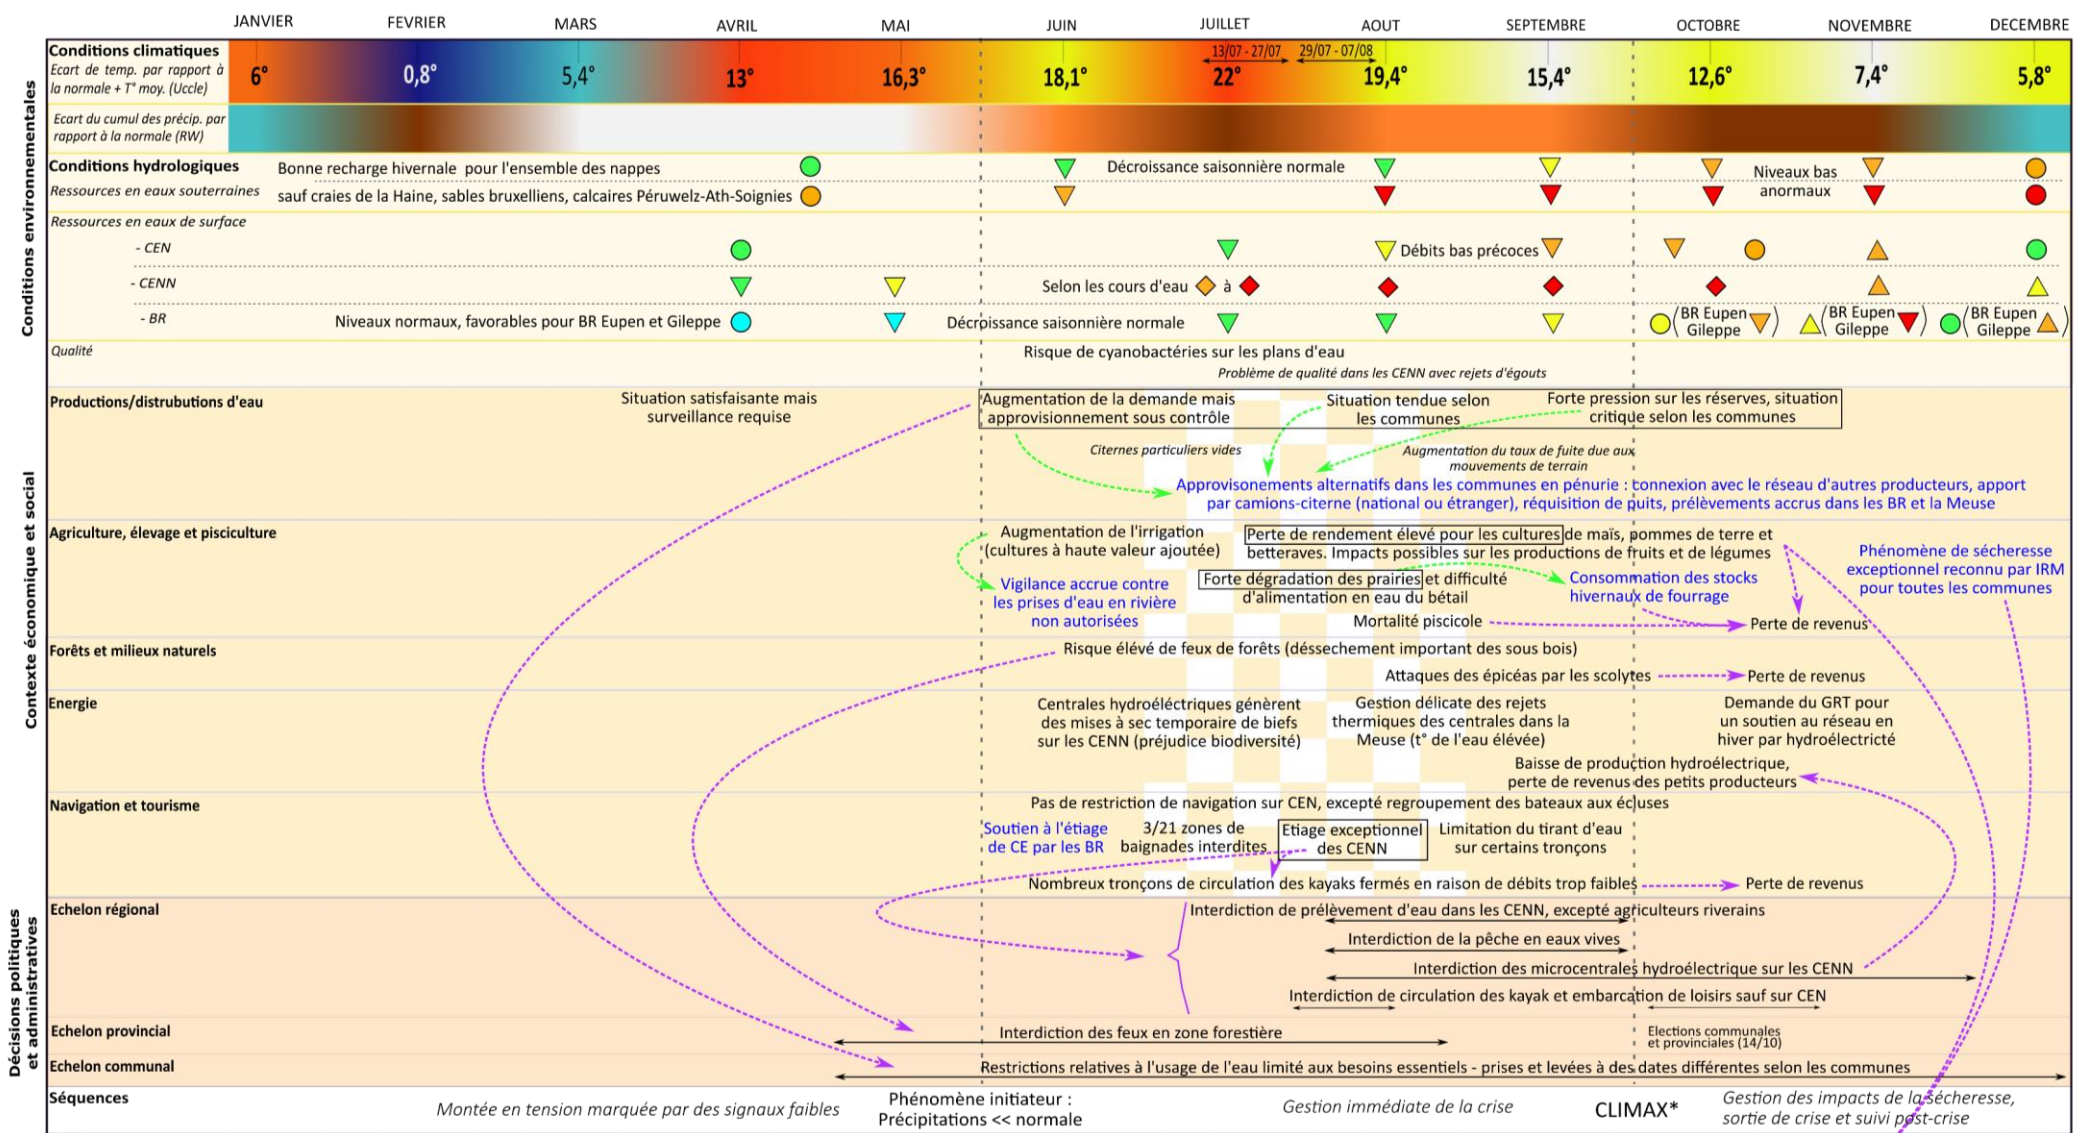 JANVIER FEVRIER MARS AVRIL MAI JUIN JUILLET AOUT SEPTEMBRE OCTOBRE NOVEMBRE DECEMBRE
Conditions environnementales
Conditions climatiques
Ecart de temp. par rapport à
la normale + T° moy. (Uccle)
13/07 - 27/07 29/07 - 07/08
6° 0,8° 5,4° 13° 16,3° 18,1° 22° 19,4° 15,4° 12,6° 7,4° 5,8°
Ecart du cumul des précip. par
rapport à la normale (RW)
Conditions hydrologiques
Ressources en eaux souterraines
Bonne recharge hivernale pour l'ensemble des nappes
sauf craies de la Haine, sables bruxelliens, calcaires Péruwelz-Ath-Soignies
Décroissance saisonnière normale
Niveaux bas
anormaux
Ressources en eaux de surface
- CEN
Débits bas précoces
- CENN
Selon les cours d'eau à
- BR
Niveaux normaux, favorables pour BR Eupen et Gileppe
Décroissance saisonnière normale
(BR Eupen
Gileppe )
(BR Eupen
Gileppe )
(BR Eupen
Gileppe )
Qualité
Risque de cyanobactéries sur les plans d'eau
Problème de qualité dans les CENN avec rejets d'égouts
Contexte économique et social
Productions/distrubutions d'eau
Situation satisfaisante mais
surveillance requise
Augmentation de la demande mais
approvisionnement sous contrôle
Situation tendue selon
les communes
Forte pression sur les réserves, situation
critique selon les communes
Citernes particuliers vides
Augmentation du taux de fuite due aux
mouvements de terrain
Approvisonements alternatifs dans les communes en pénurie : connexion avec le réseau d'autres producteurs, apport
par camions-citerne (national ou étranger), réquisition de puits, prélèvements accrus dans les BR et la Meuse
Agriculture, élevage et pisciculture
Augmentation de l'irrigation
(cultures à haute valeur ajoutée)
Vigilance accrue contre
les prises d'eau en rivière
non autorisées
Perte de rendement élevé pour les cultures de maïs, pommes de terre et
betteraves. Impacts possibles sur les productions de fruits et de légumes
Forte dégradation des prairies et difficulté
d'alimentation en eau du bétail
Consommation des stocks
hivernaux de fourrage
Phénomène de sécheresse
exceptionnel reconnu par IRM
pour toutes les communes
Mortalité piscicole
Perte de revenus
Forêts et milieux naturels
Risque élevé de feux de forêts (déssechement important des sous bois)
Attaques des épicéas par les scolytes
Perte de revenus
Energie
Centrales hydroéléctriques génèrent
des mises à sec temporaire de biefs
sur les CENN (préjudice biodiversité)
Gestion délicate des rejets
thermiques des centrales dans la
Meuse (t° de l'eau élévée)
Demande du GRT pour
un soutien au réseau en
hiver par hydroélectricté
Baisse de production hydroélectrique,
perte de revenus des petits producteurs
Navigation et tourisme
Pas de restriction de navigation sur CEN, excepté regroupement des bateaux aux écluses
Soutien à l'étiage
de CE par les BR
3/21 zones de
baignades interdites
Etiage exceptionnel
des CENN
Limitation du tirant d'eau
sur certains tronçons
Nombreux tronçons de circulation des kayaks fermés en raison de débits trop faibles
Perte de revenus
Décisions politiques
et administratives
Echelon régional
Interdiction de prélèvement d'eau dans les CENN, excepté agriculteurs riverains
Interdiction de la pêche en eaux vives
Interdiction des microcentrales hydroélectrique sur les CENN
Interdiction de circulation des kayak et embarcation de loisirs sauf sur CEN
Echelon provincial
Interdiction des feux en zone forestière
Elections communales
et provinciales (14/10)
Echelon communal
Restrictions relatives à l'usage de l'eau limité aux besoins essentiels - prises et levées à des dates différentes selon les communes
Séquences
Montée en tension marquée par des signaux faibles
Phénomène initiateur :
Précipitations << normale
Gestion immédiate de la crise
CLIMAX*
Gestion des impacts de la sécheresse,
sortie de crise et suivi post-crise